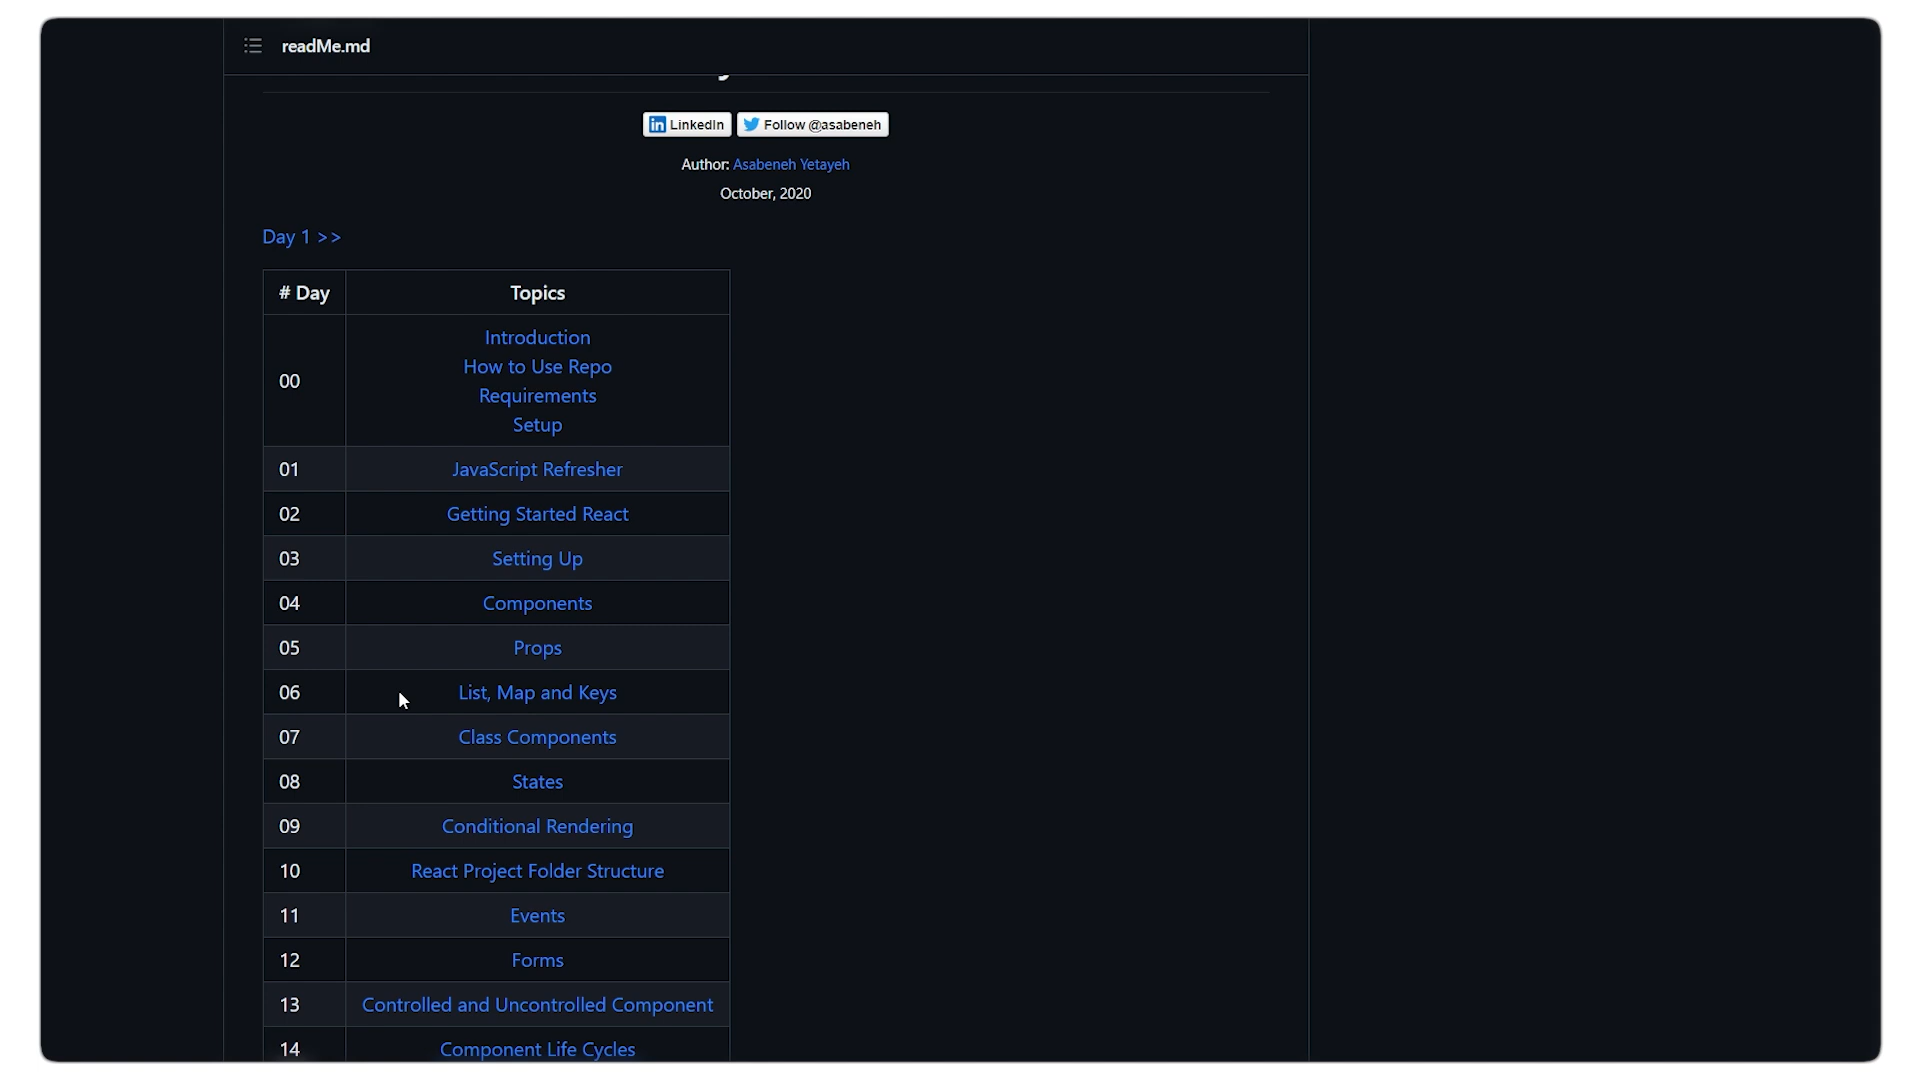 readMe.md
LinkedIn Follow @asabeneh
Author: Asabeneh Yetayeh
October, 2020
Day 1 >>
# Day Topics
00
Introduction
How to Use Repo
Requirements
Setup
01 JavaScript Refresher
02 Getting Started React
03 Setting Up
04 Components
05 Props
06 List, Map and Keys
07 Class Components
08 States
09 Conditional Rendering
10 React Project Folder Structure
11 Events
12 Forms
13 Controlled and Uncontrolled Component
14 Component Life Cycles